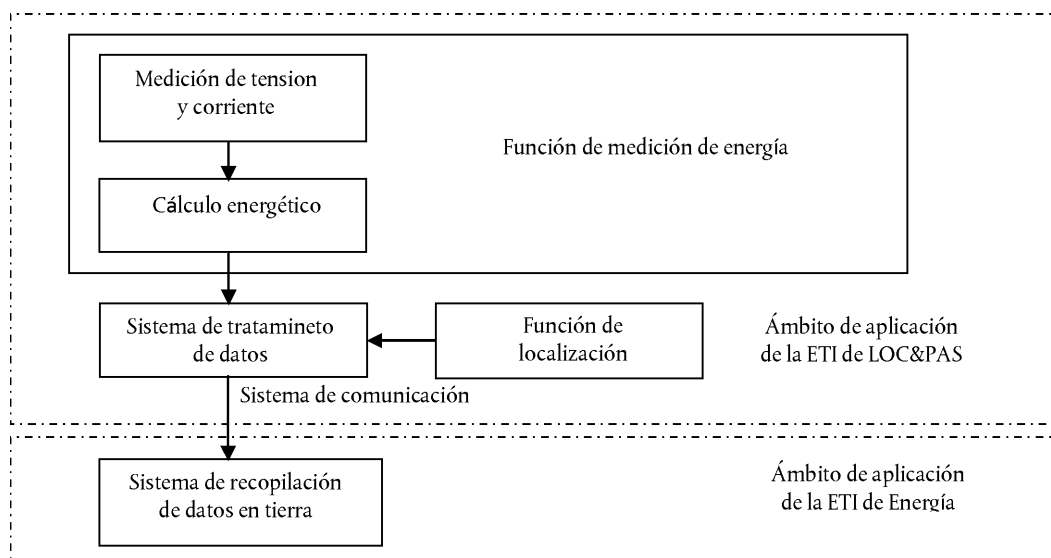 Medición de tension
y corriente
Función de medición de energía
Cálculo energético
Sistema de tratamineto
de datos
Función de
localización
Ámbito de aplicación
de la ETI de LOC&PAS
Sistema de comunicación
Sistema de recopilación
de datos en tierra
Ámbito de aplicación
de la ETI de Energía